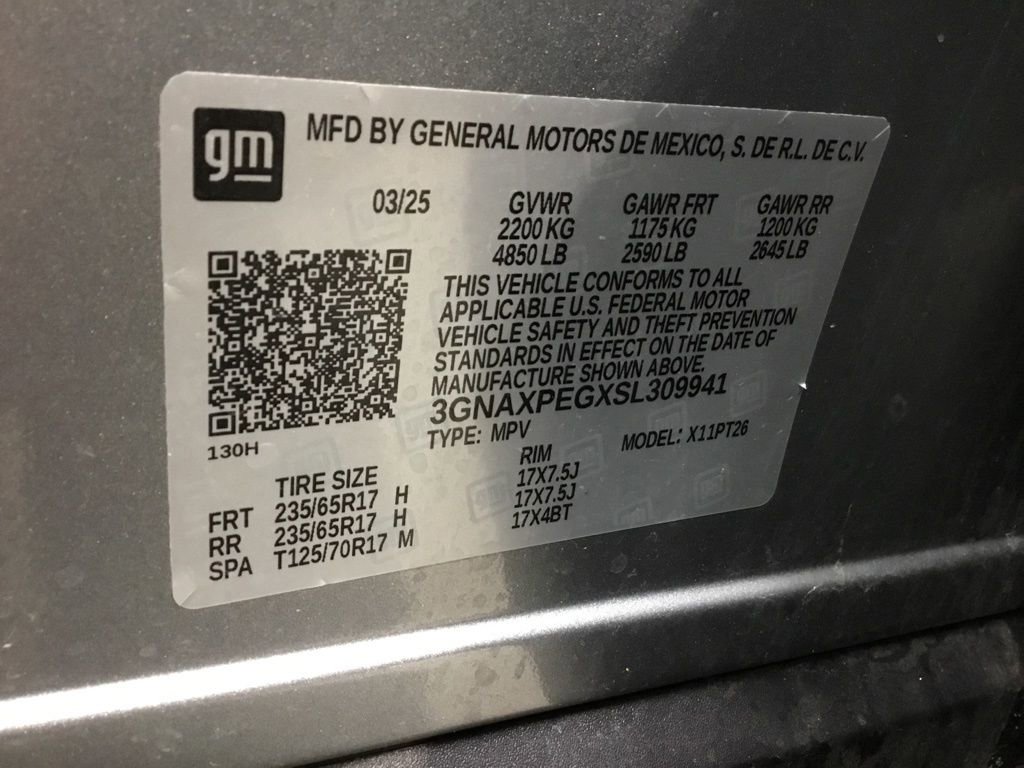 gm
MFD BY GENERAL MOTORS DE MEXICO, S. DE R.L. DE C.V.
03/25 GVWR GAWR FRT GAWR RR
2200 KG 1175 KG 1200 KG
4850 LB 2590 LB 2645 LB
THIS VEHICLE CONFORMS TO ALL
APPLICABLE U.S. FEDERAL MOTOR
VEHICLE SAFETY AND THEFT PREVENTION
STANDARDS IN EFFECT ON THE DATE OF
MANUFACTURE SHOWN ABOVE.
3GNAXPEGXSL309941
130H
TYPE: MPV MODEL: X11PT26
TIRE SIZE RIM
FRT 235/65R17 H 17X7.5J
RR 235/65R17 H 17X7.5J
SPA T125/70R17 M 17X4BT